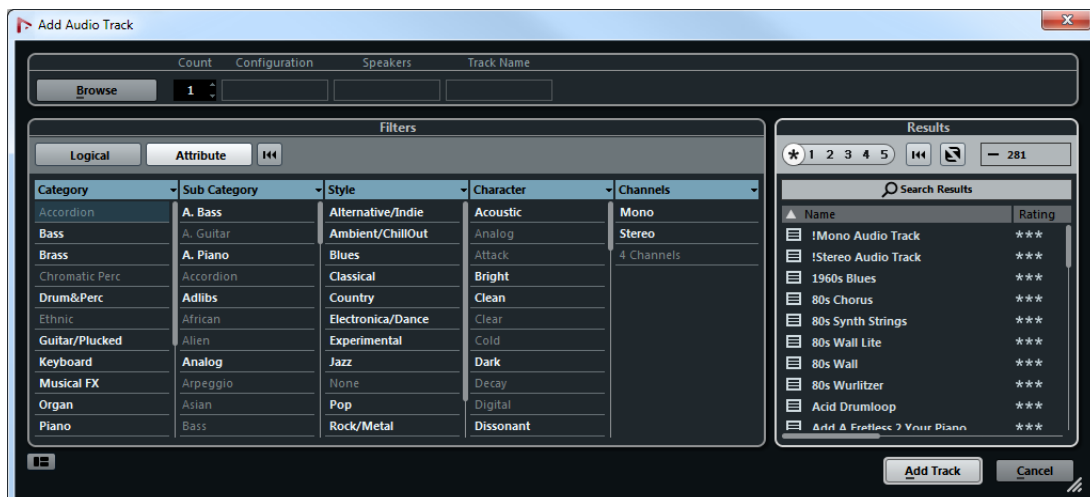 Add Audio Track
Count Configuration Speakers Track Name
Browse 1
Filters
Logical Attribute
Category Sub Category Style Character Channels
Accordion A. Bass Alternative/Indie Acoustic Mono
Bass A. Guitar Ambient/ChillOut Analog Stereo
Brass A. Piano Blues Attack 4 Channels
Chromatic Perc Accordion Classical Bright
Drum&Perc Adlibs Country Clean
Ethnic African Electronica/Dance Clear
Guitar/Plucked Alien Experimental Cold
Keyboard Analog Jazz Dark
Musical FX Arpeggio None Decay
Organ Asian Pop Digital
Piano Bass Rock/Metal Dissonant
Results
* 1 2 3 4 5 — 281
Search Results
Name Rating
!Mono Audio Track ***
!Stereo Audio Track ***
1960s Blues ***
80s Chorus ***
80s Synth Strings ***
80s Wall Lite ***
80s Wall ***
80s Wurlitzer ***
Acid Drumloop ***
Add A Fretless 2 Your Piano ***
Add Track Cancel